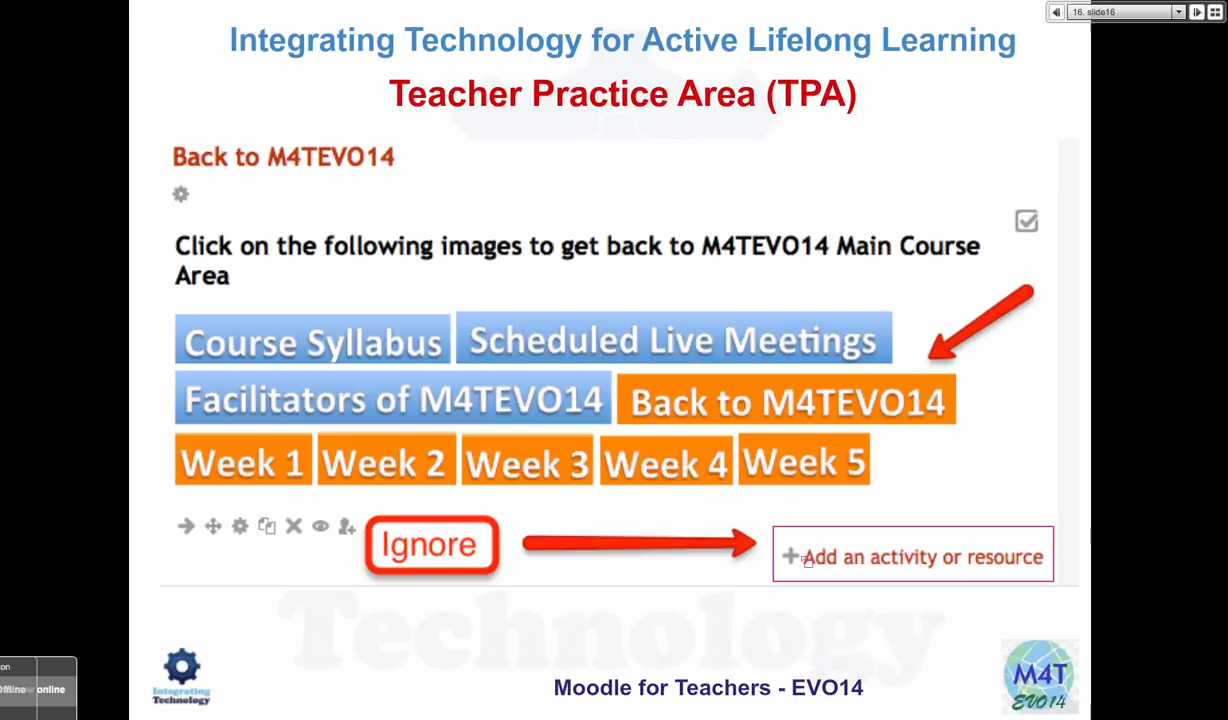 16. slide16
Integrating Technology for Active Lifelong Learning
Teacher Practice Area (TPA)
Back to M4TEVO14
Click on the following images to get back to M4TEVO14 Main Course
Area
Course Syllabus Scheduled Live Meetings
Facilitators of M4TEVO14 Back to M4TEVO14
Week 1 Week 2 Week 3 Week 4 Week 5
Ignore
Add an activity or resource
Technology
Integrating
Technology
Moodle for Teachers - EVO14
M4T
EVO14
on
online